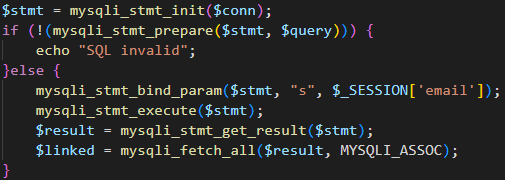 $stmt = mysqli_stmt_init($conn);
if (!(mysqli_stmt_prepare($stmt, $query))) {
    echo "SQL invalid";
}else {
    mysqli_stmt_bind_param($stmt, "s", $_SESSION['email']);
    mysqli_stmt_execute($stmt);
    $result = mysqli_stmt_get_result($stmt);
    $linked = mysqli_fetch_all($result, MYSQLI_ASSOC);
}